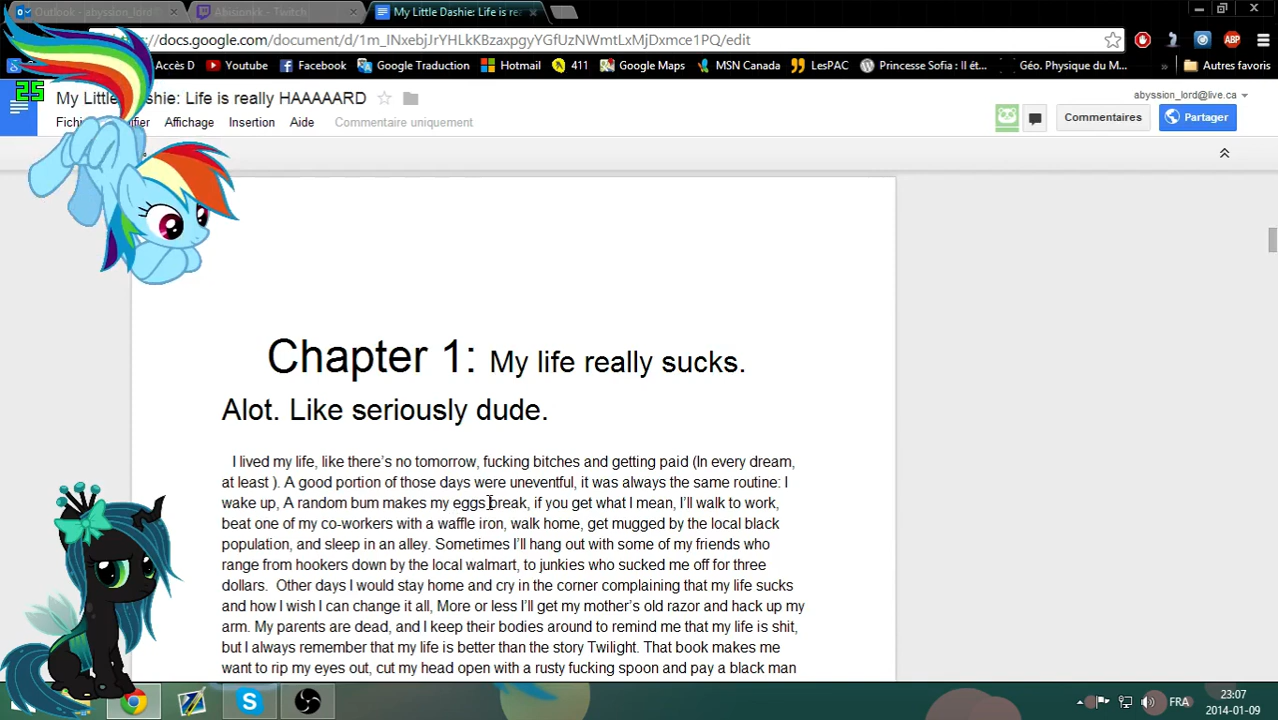 Outlook - abyssion_lord
Abisionkk - Twitch
My Little Dashie: Life is re
https://docs.google.com/document/d/1m_INxebjJrYHLkKBzaxpgyYGfUzNWmtLxMjDxmce1PQ/edit
Accès D
Youtube
Facebook
Google Traduction
Hotmail
411
Google Maps
MSN Canada
LesPAC
Princesse Sofia : Il ét...
Géo. Physique du M...
»
Autres favoris
ABP
25
My Little Dashie: Life is really HAAAAARD
abyssion_lord@live.ca
Affichage Insertion Aide Commentaire uniquement
Commentaires
Partager
Chapter 1: My life really sucks.
Alot. Like seriously dude.
I lived my life, like there’s no tomorrow, fucking bitches and getting paid (In every dream,
at least ). A good portion of those days were uneventful, it was always the same routine: I
wake up, A random bum makes my eggs break, if you get what I mean, I’ll walk to work,
beat one of my co-workers with a waffle iron, walk home, get mugged by the local black
population, and sleep in an alley. Sometimes I’ll hang out with some of my friends who
range from hookers down by the local walmart, to junkies who sucked me off for three
dollars.  Other days I would stay home and cry in the corner complaining that my life sucks
and how I wish I can change it all, More or less I’ll get my mother’s old razor and hack up my
arm. My parents are dead, and I keep their bodies around to remind me that my life is shit,
but I always remember that my life is better than the story Twilight. That book makes me
want to rip my eyes out, cut my head open with a rusty fucking spoon and pay a black man
FRA
23:07
2014-01-09